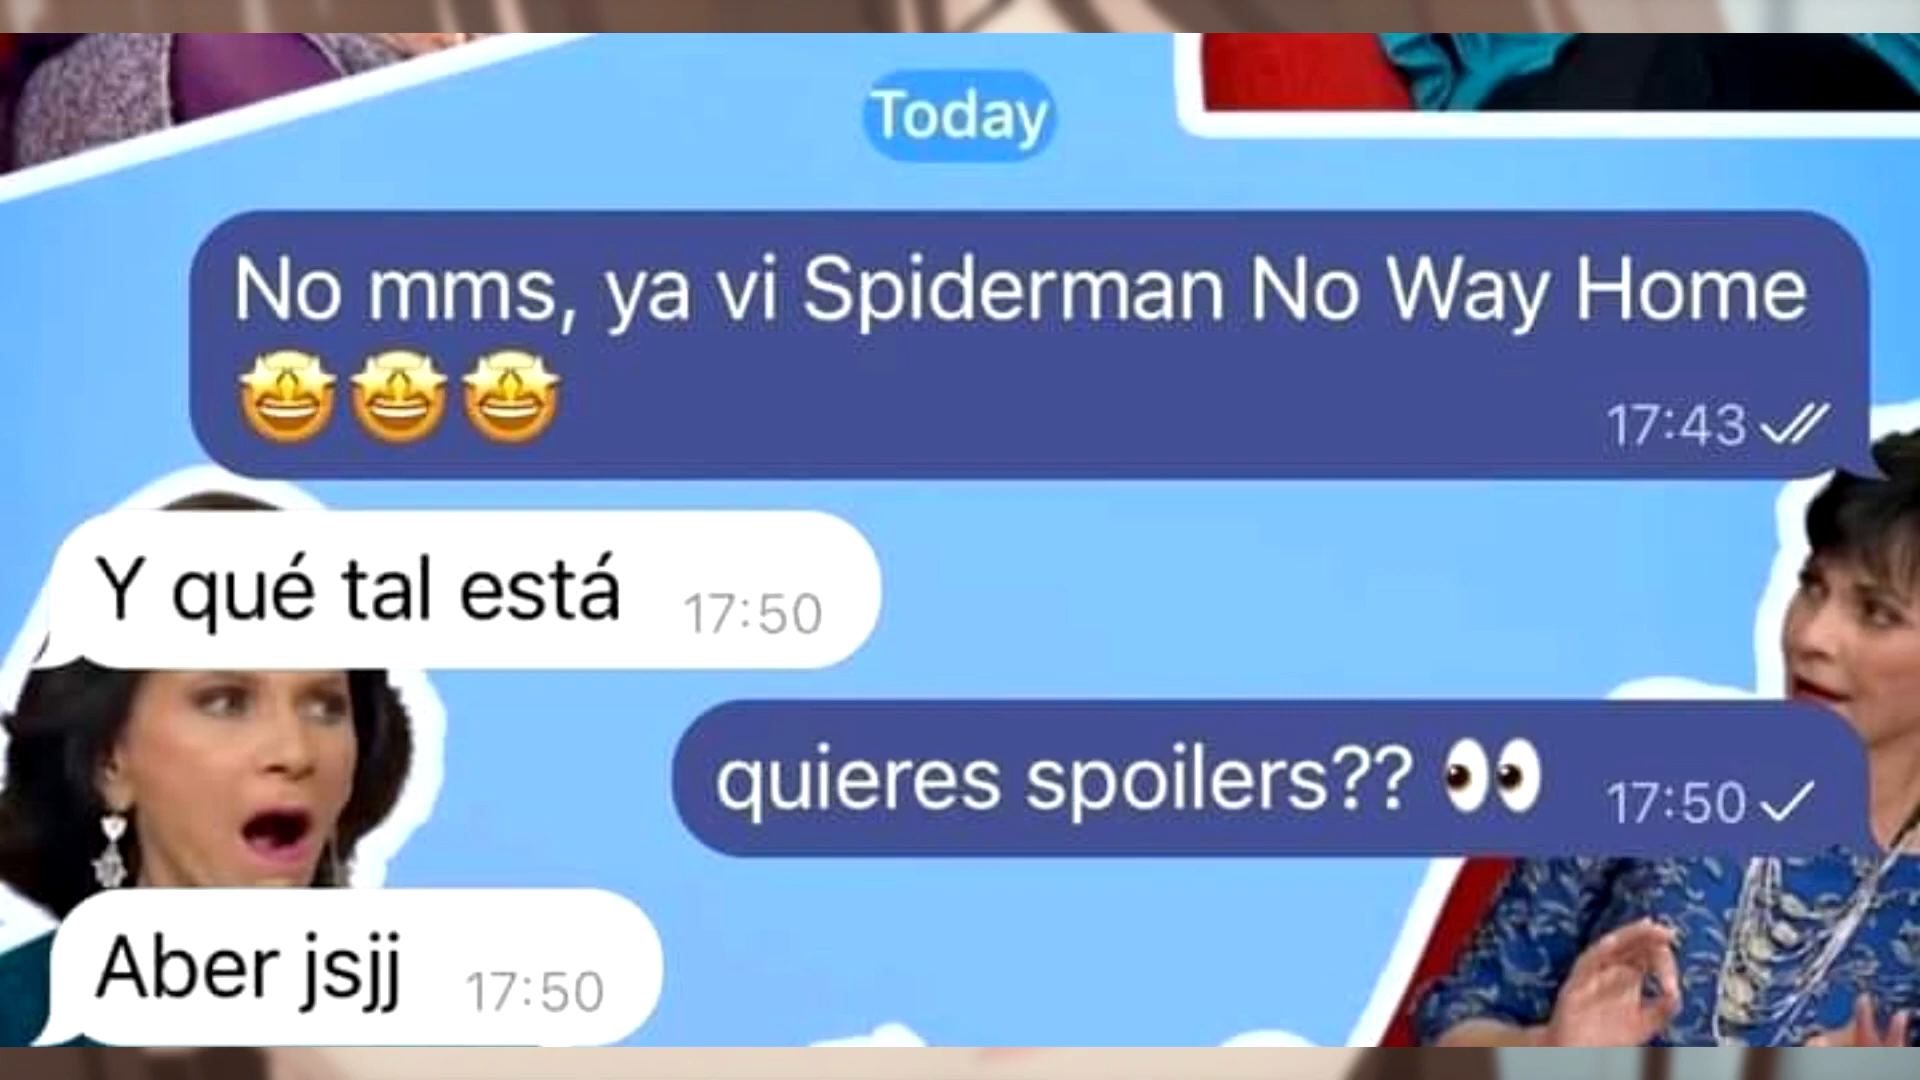 Today
No mms, ya vi Spiderman No Way Home
🤩🤩🤩
17:43
Y qué tal está 17:50
quieres spoilers?? 👀 17:50
Aber jsjj 17:50